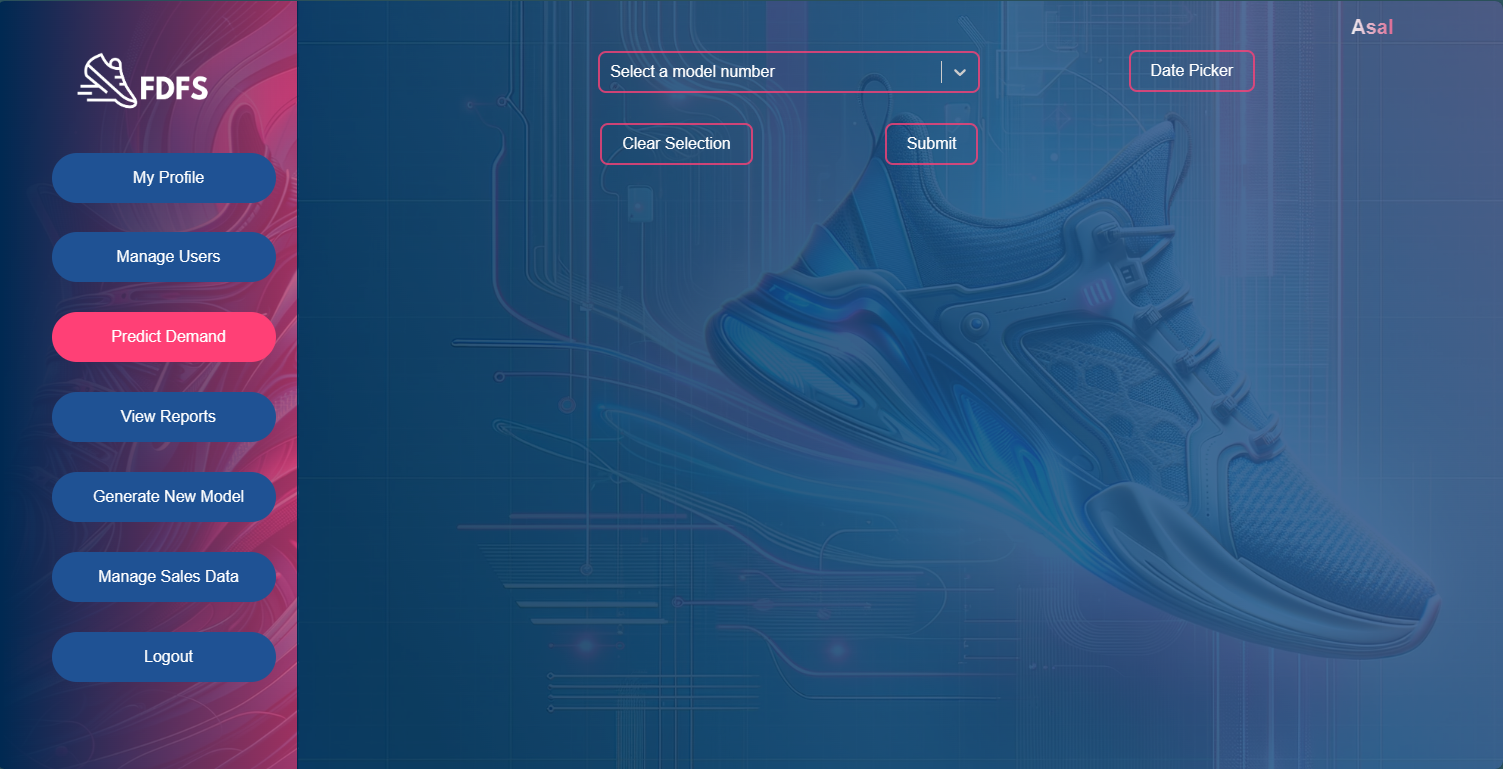 FDFS
My Profile
Manage Users
Predict Demand
View Reports
Generate New Model
Manage Sales Data
Logout
Asal
Select a model number
Date Picker
Clear Selection
Submit